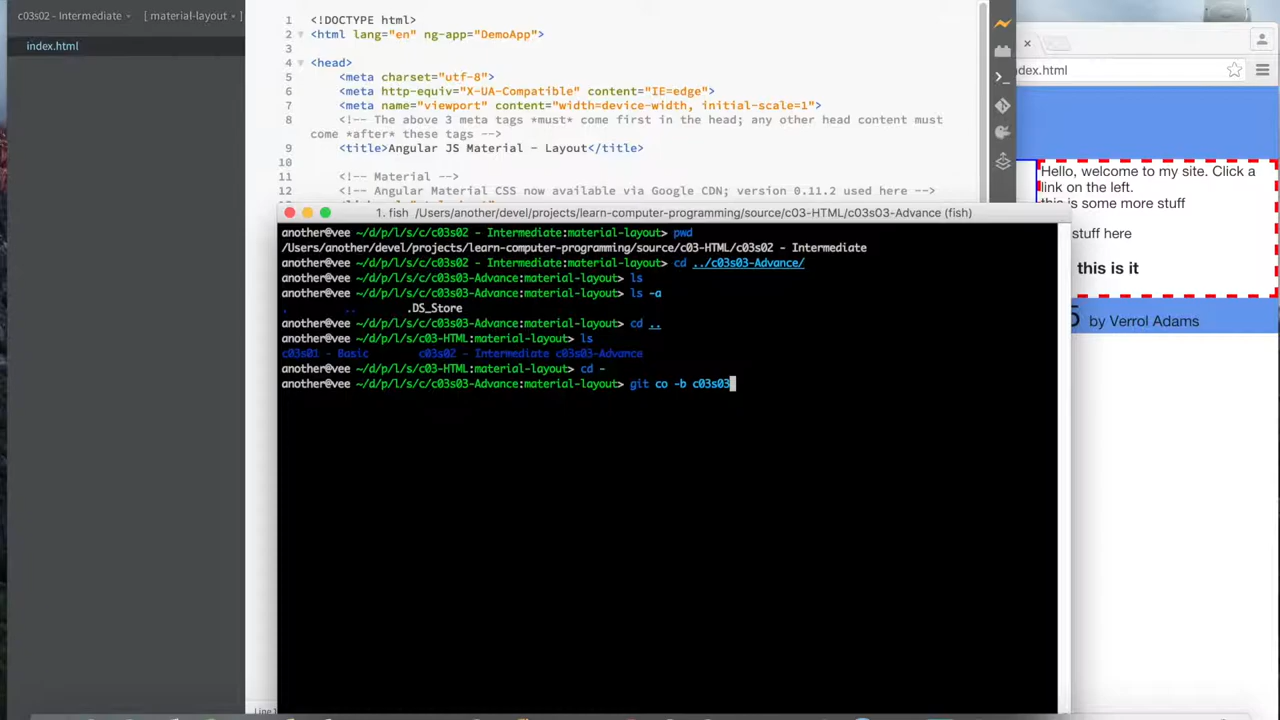 c03s02 - Intermediate
[ material-layout ]
index.html
1 <!DOCTYPE html>
2 <html lang="en" ng-app="DemoApp">
3
4 <head>
5 <meta charset="utf-8">
6 <meta http-equiv="X-UA-Compatible" content="IE=edge">
7 <meta name="viewport" content="width=device-width, initial-scale=1">
8 <!-- The above 3 meta tags *must* come first in the head; any other head content must
come *after* these tags -->
9 <title>Angular JS Material - Layout</title>
10
11 <!-- Material -->
12 <!-- Angular Material CSS now available via Google CDN; version 0.11.2 used here -->
1. fish /Users/another/devel/projects/learn-computer-programming/source/c03-HTML/c03s03-Advance (fish)
another@vee ~/d/p/l/s/c/c03s02 - Intermediate:material-layout> pwd
/Users/another/devel/projects/learn-computer-programming/source/c03-HTML/c03s02 - Intermediate
another@vee ~/d/p/l/s/c/c03s02 - Intermediate:material-layout> cd ../c03s03-Advance/
another@vee ~/d/p/l/s/c/c03s03-Advance:material-layout> ls
another@vee ~/d/p/l/s/c/c03s03-Advance:material-layout> ls -a
. .. .DS_Store
another@vee ~/d/p/l/s/c/c03s03-Advance:material-layout> cd ..
another@vee ~/d/p/l/s/c03-HTML:material-layout> ls
c03s01 - Basic c03s02 - Intermediate c03s03-Advance
another@vee ~/d/p/l/s/c03-HTML:material-layout> cd -
another@vee ~/d/p/l/s/c/c03s03-Advance:material-layout> git co -b c03s03
index.html
Hello, welcome to my site. Click a
link on the left.
this is some more stuff
stuff here
this is it
5 by Verrol Adams